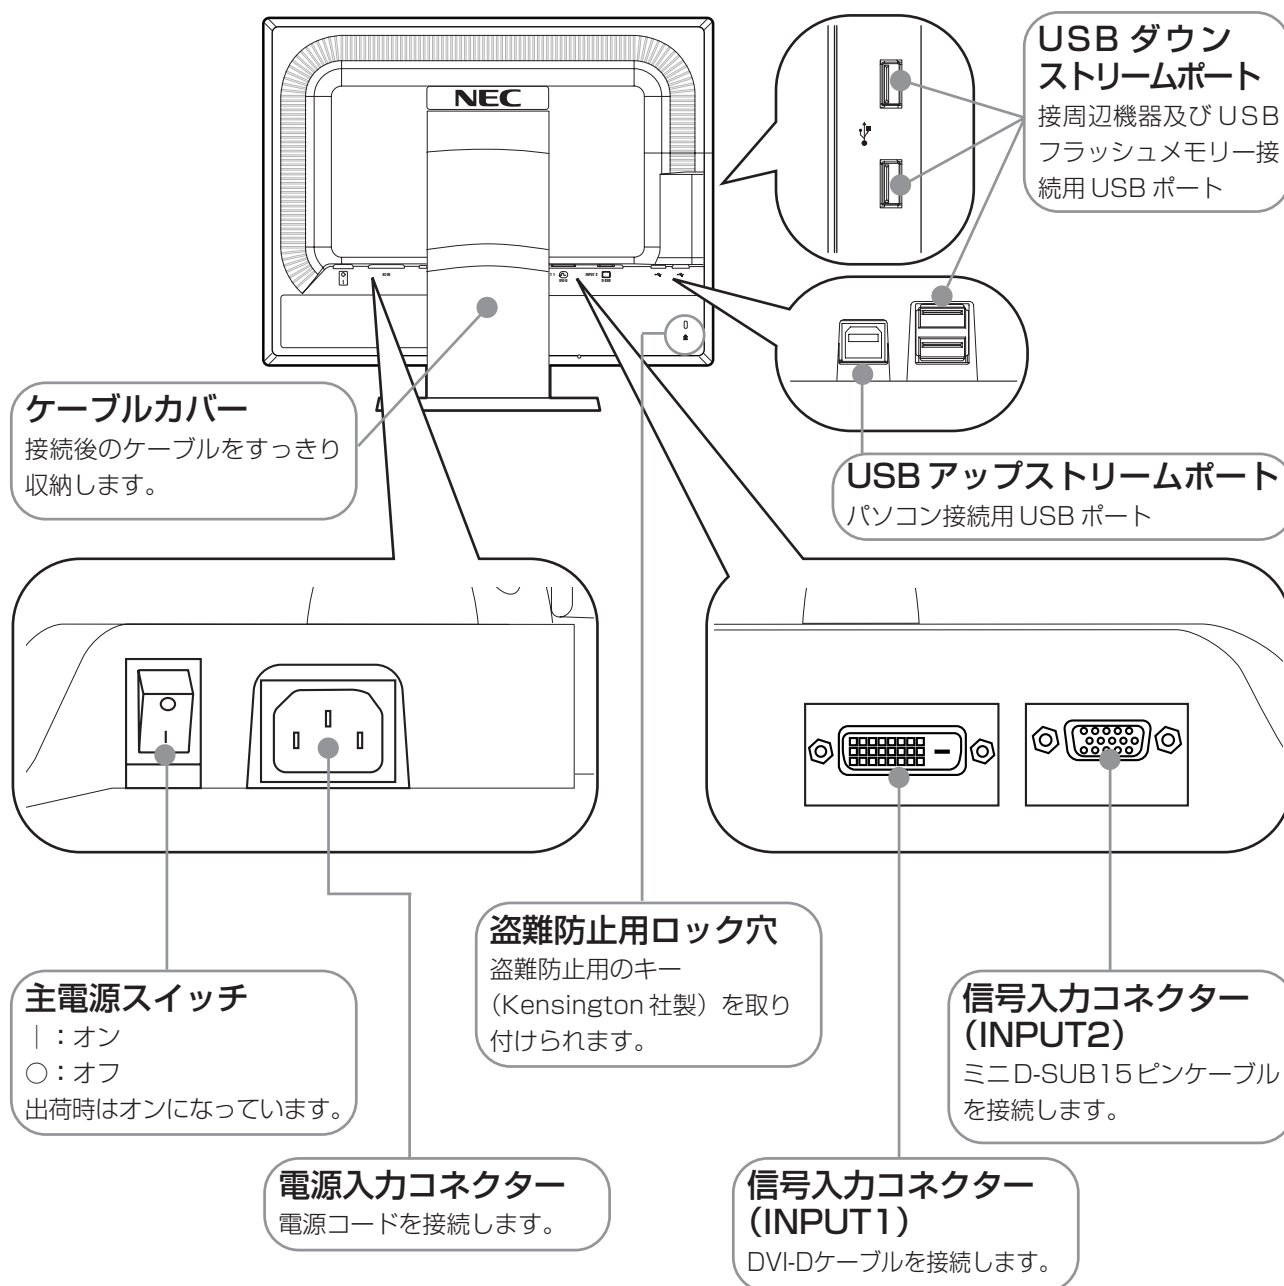 NEC
USB ダウン
ストリームポート
接周辺機器及び USB
フラッシュメモリー接
続用 USB ポート
INPUT 2
ケーブルカバー
接続後のケーブルをすっきり
収納します。
USB アップストリームポート
パソコン接続用 USB ポート
盗難防止用ロック穴
盗難防止用のキー
（Kensington 社製）を取り
付けられます。
主電源スイッチ
｜：オン
○：オフ
出荷時はオンになっています。
信号入力コネクター
（INPUT2）
ミニ D-SUB15 ピンケーブル
を接続します。
電源入力コネクター
電源コードを接続します。
信号入力コネクター
（INPUT1）
DVI-Dケーブルを接続します。